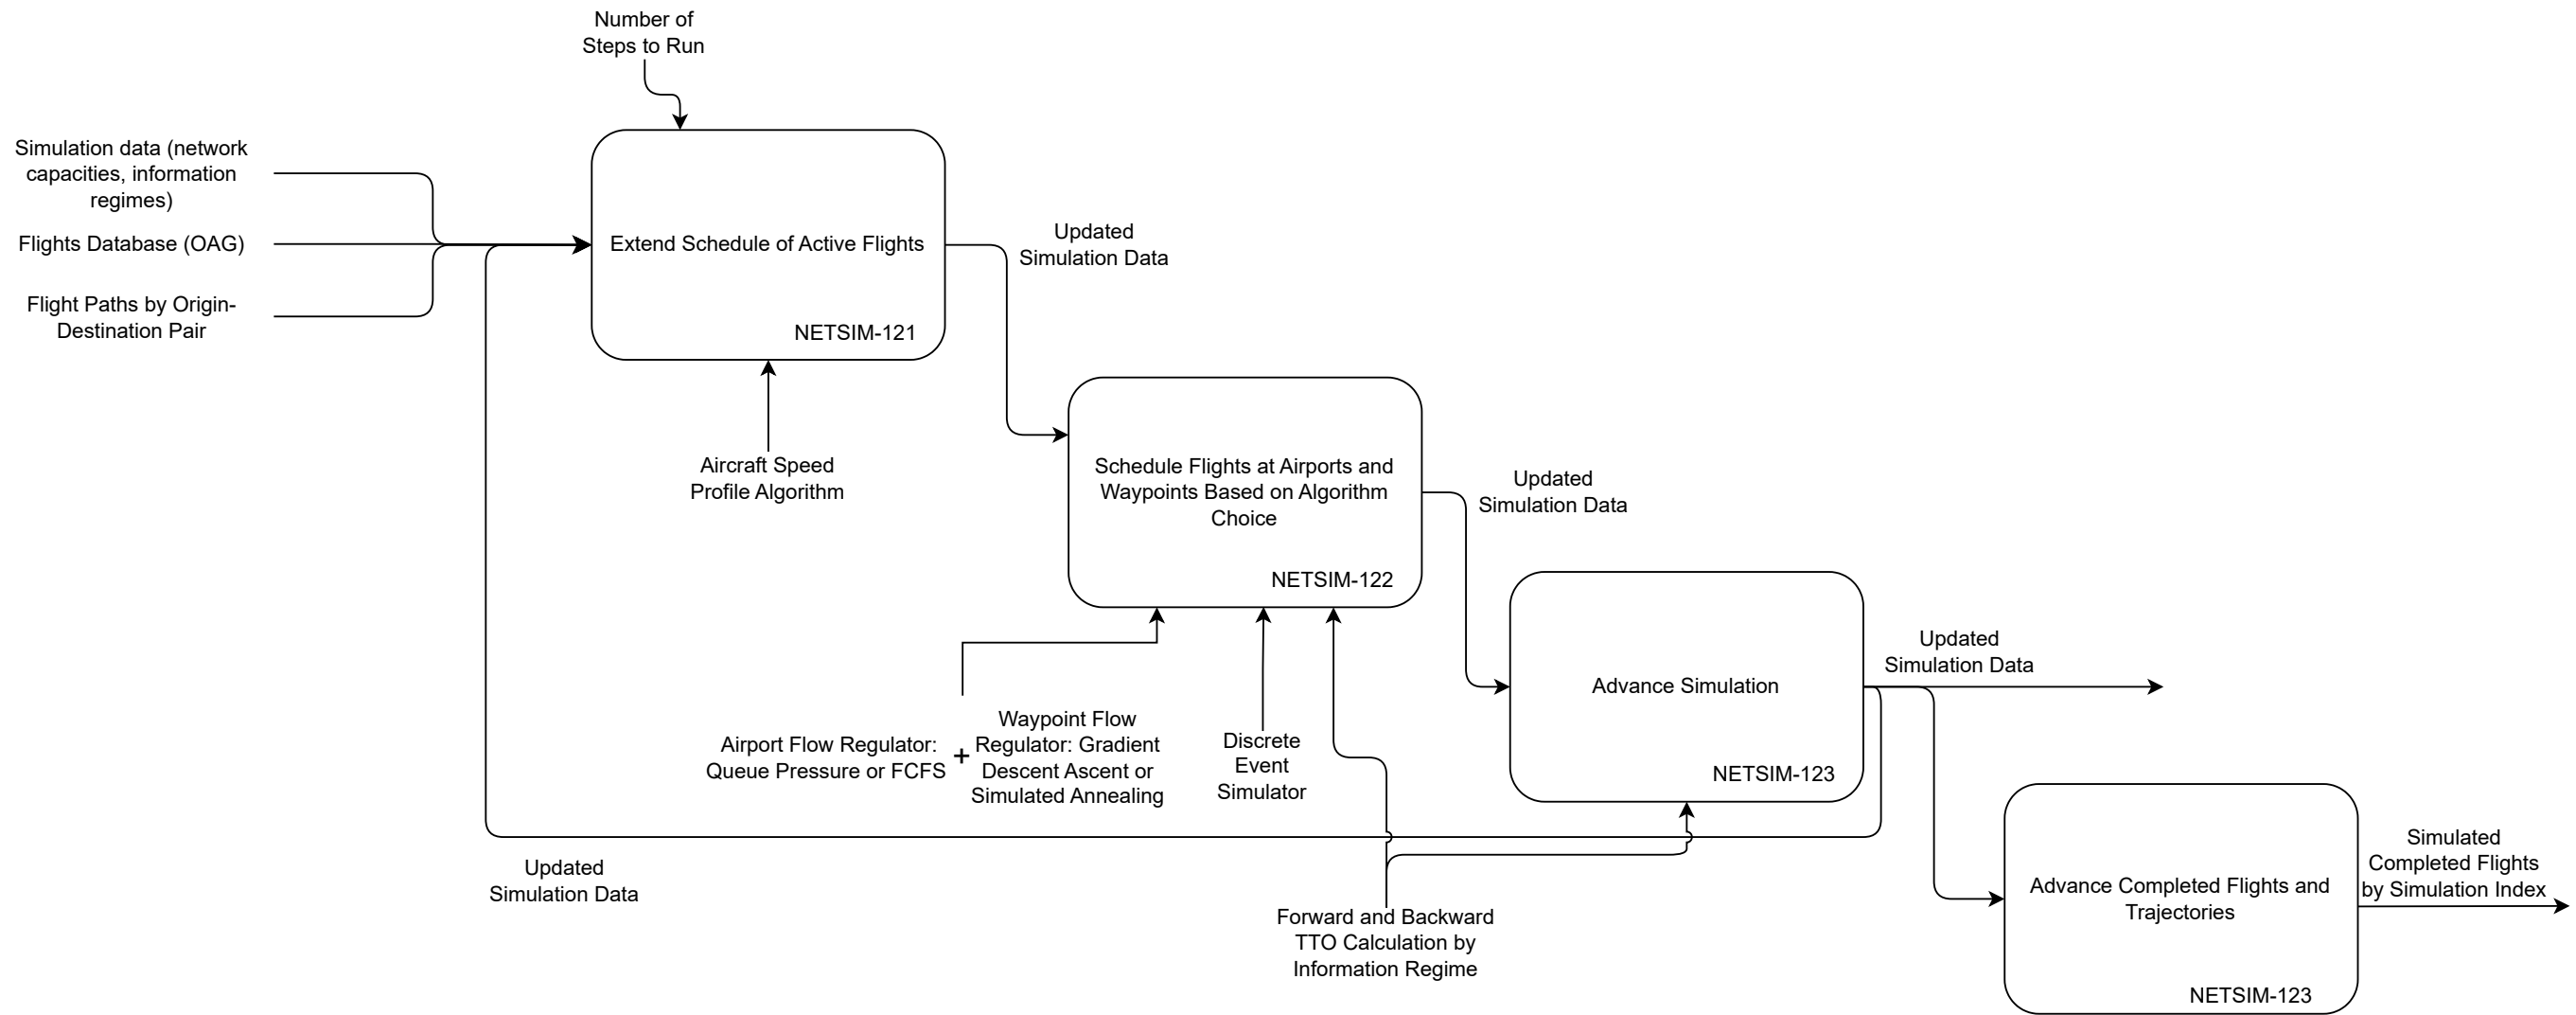 Number of
Steps to Run
Simulation data (network
capacities, information
regimes)
Flights Database (OAG)
Flight Paths by Origin-
Destination Pair
Extend Schedule of Active Flights
NETSIM-121
Updated
Simulation Data
Aircraft Speed
Profile Algorithm
Schedule Flights at Airports and
Waypoints Based on Algorithm
Choice
NETSIM-122
Updated
Simulation Data
Airport Flow Regulator:
Queue Pressure or FCFS
+
Waypoint Flow
Regulator: Gradient
Descent Ascent or
Simulated Annealing
Discrete
Event
Simulator
Advance Simulation
NETSIM-123
Updated
Simulation Data
Updated
Simulation Data
Forward and Backward
TTO Calculation by
Information Regime
Advance Completed Flights and
Trajectories
NETSIM-123
Simulated
Completed Flights
by Simulation Index